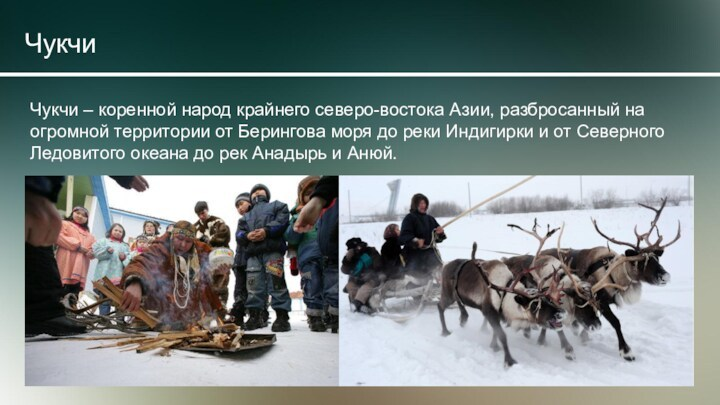 Чукчи
Чукчи – коренной народ крайнего северо-востока Азии, разбросанный на
огромной территории от Берингова моря до реки Индигирки и от Северного
Ледовитого океана до рек Анадырь и Анюй.